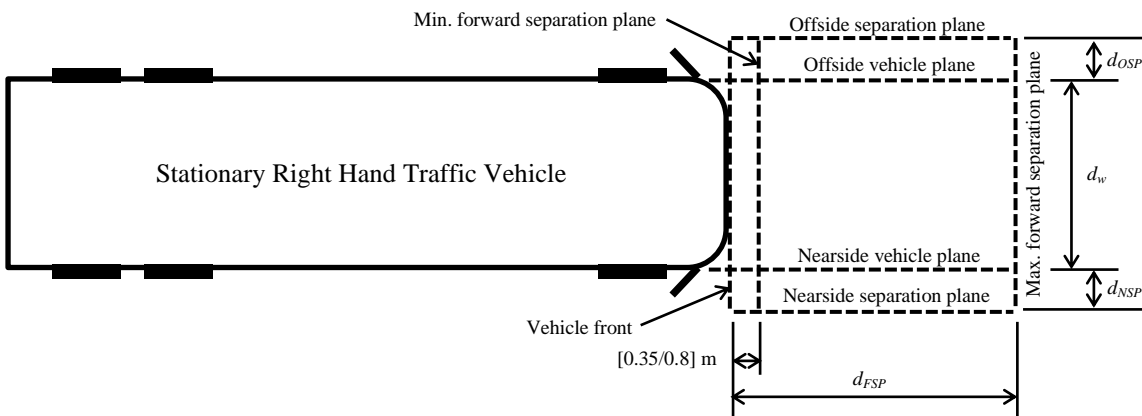 Min. forward separation plane
Offside separation plane
Offside vehicle plane
d_OSP
Max. forward separation plane
Stationary Right Hand Traffic Vehicle
d_w
Nearside vehicle plane
Nearside separation plane
d_NSP
Vehicle front
[0.35/0.8] m
d_FSP